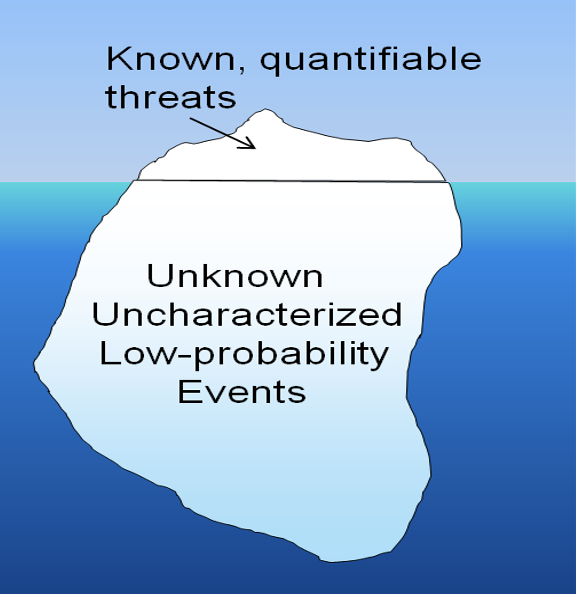 Known, quantifiable
threats
Unknown
Uncharacterized
Low-probability
Events